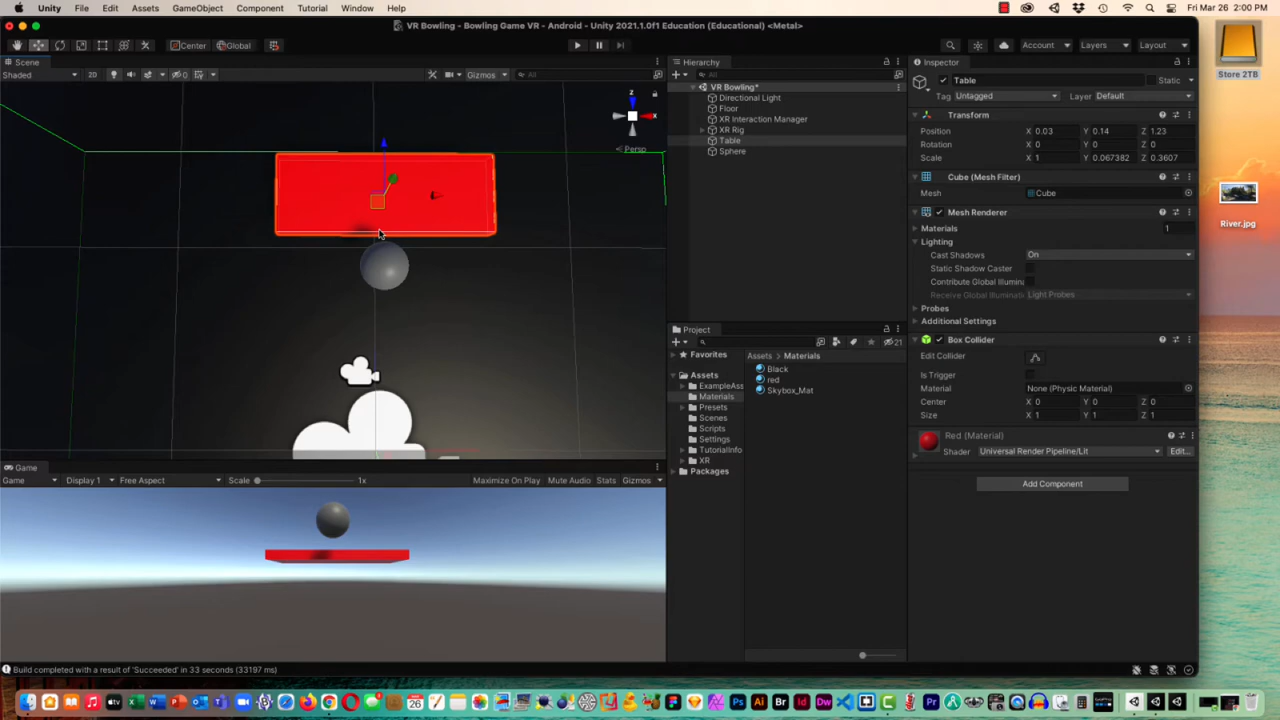 Unity File Edit Assets GameObject Component Tutorial Window Help Fri Mar 26 2:00 PM
VR Bowling - Bowling Game VR - Android - Unity 2021.1.0f1 Education (Educational) <Metal>
Center Global Account Layers Layout
Scene
Shaded 2D 0 Gizmos All
z
x
Persp
Hierarchy
All
VR Bowling*
Directional Light
Floor
XR Interaction Manager
XR Rig
Table
Sphere
Project
21
Favorites
Assets
ExampleAss
Materials
Presets
Scenes
Scripts
Settings
TutorialInfo
XR
Packages
Assets > Materials
Black
red
Skybox_Mat
Inspector
Table Static
Tag Untagged Layer Default
Transform
Position X 0.03 Y 0.14 Z 1.23
Rotation X 0 Y 0 Z 0
Scale X 1 Y 0.067382 Z 0.3607
Cube (Mesh Filter)
Mesh Cube
Mesh Renderer
Materials 1
Lighting
Cast Shadows On
Static Shadow Caster
Contribute Global Illumina
Receive Global Illuminati Light Probes
Probes
Additional Settings
Box Collider
Edit Collider
Is Trigger
Material None (Physic Material)
Center X 0 Y 0 Z 0
Size X 1 Y 1 Z 1
Red (Material)
Shader Universal Render Pipeline/Lit Edit...
Add Component
Game
Game Display 1 Free Aspect Scale 1x Maximize On Play Mute Audio Stats Gizmos
Build completed with a result of 'Succeeded' in 33 seconds (33197 ms)
Store 2TB
River.jpg